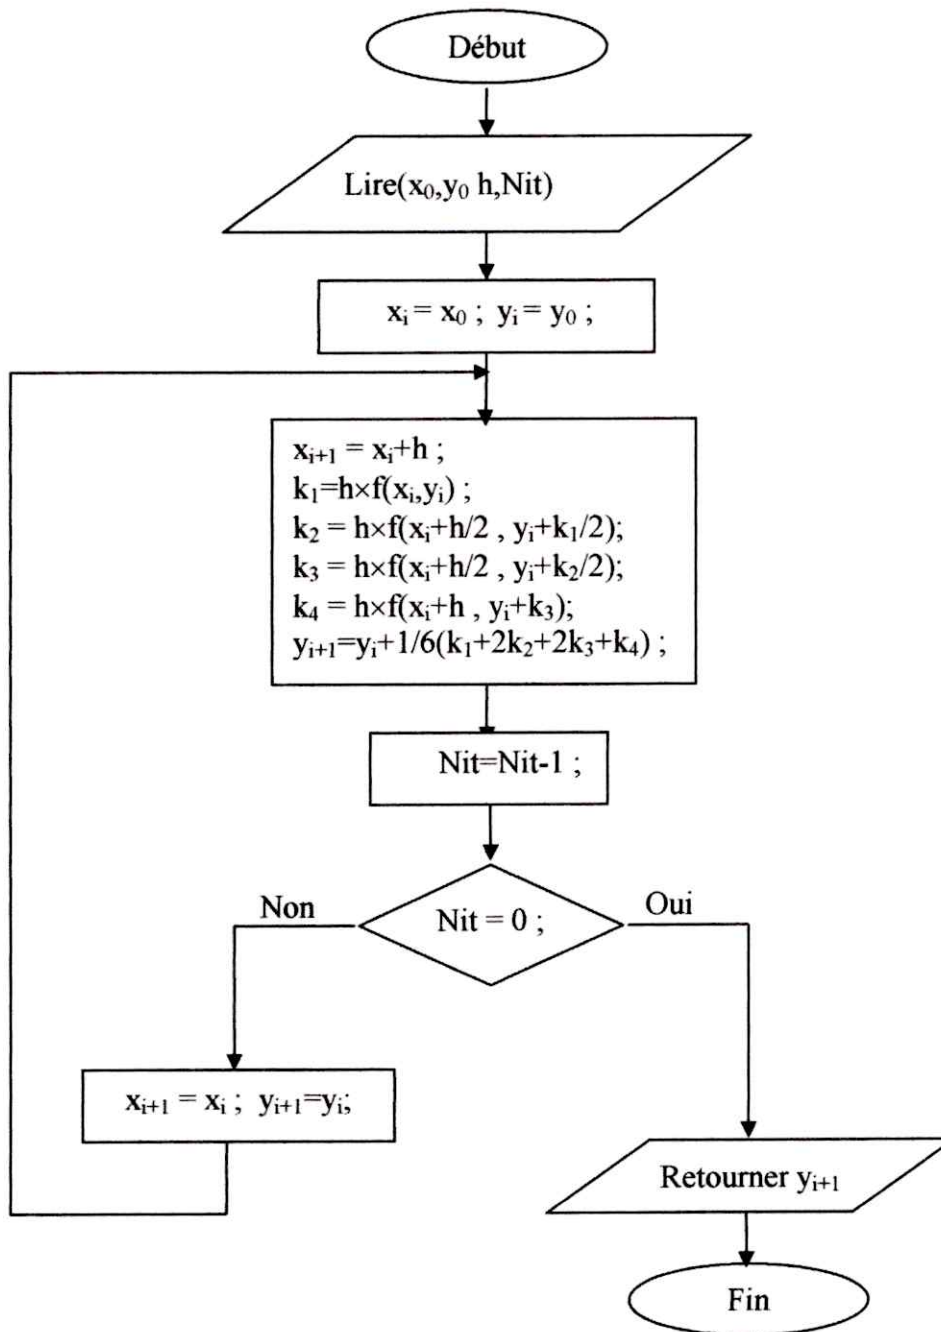 Début
Lire(x₀,y₀ h,Nit)
xᵢ = x₀ ; yᵢ = y₀ ;
xᵢ₊₁ = xᵢ+h ;
k₁=h×f(xᵢ,yᵢ) ;
k₂ = h×f(xᵢ+h/2 , yᵢ+k₁/2);
k₃ = h×f(xᵢ+h/2 , yᵢ+k₂/2);
k₄ = h×f(xᵢ+h , yᵢ+k₃);
yᵢ₊₁=yᵢ+1/6(k₁+2k₂+2k₃+k₄) ;
Nit=Nit-1 ;
Non
Nit = 0 ;
Oui
xᵢ₊₁ = xᵢ ; yᵢ₊₁=yᵢ;
Retourner yᵢ₊₁
Fin